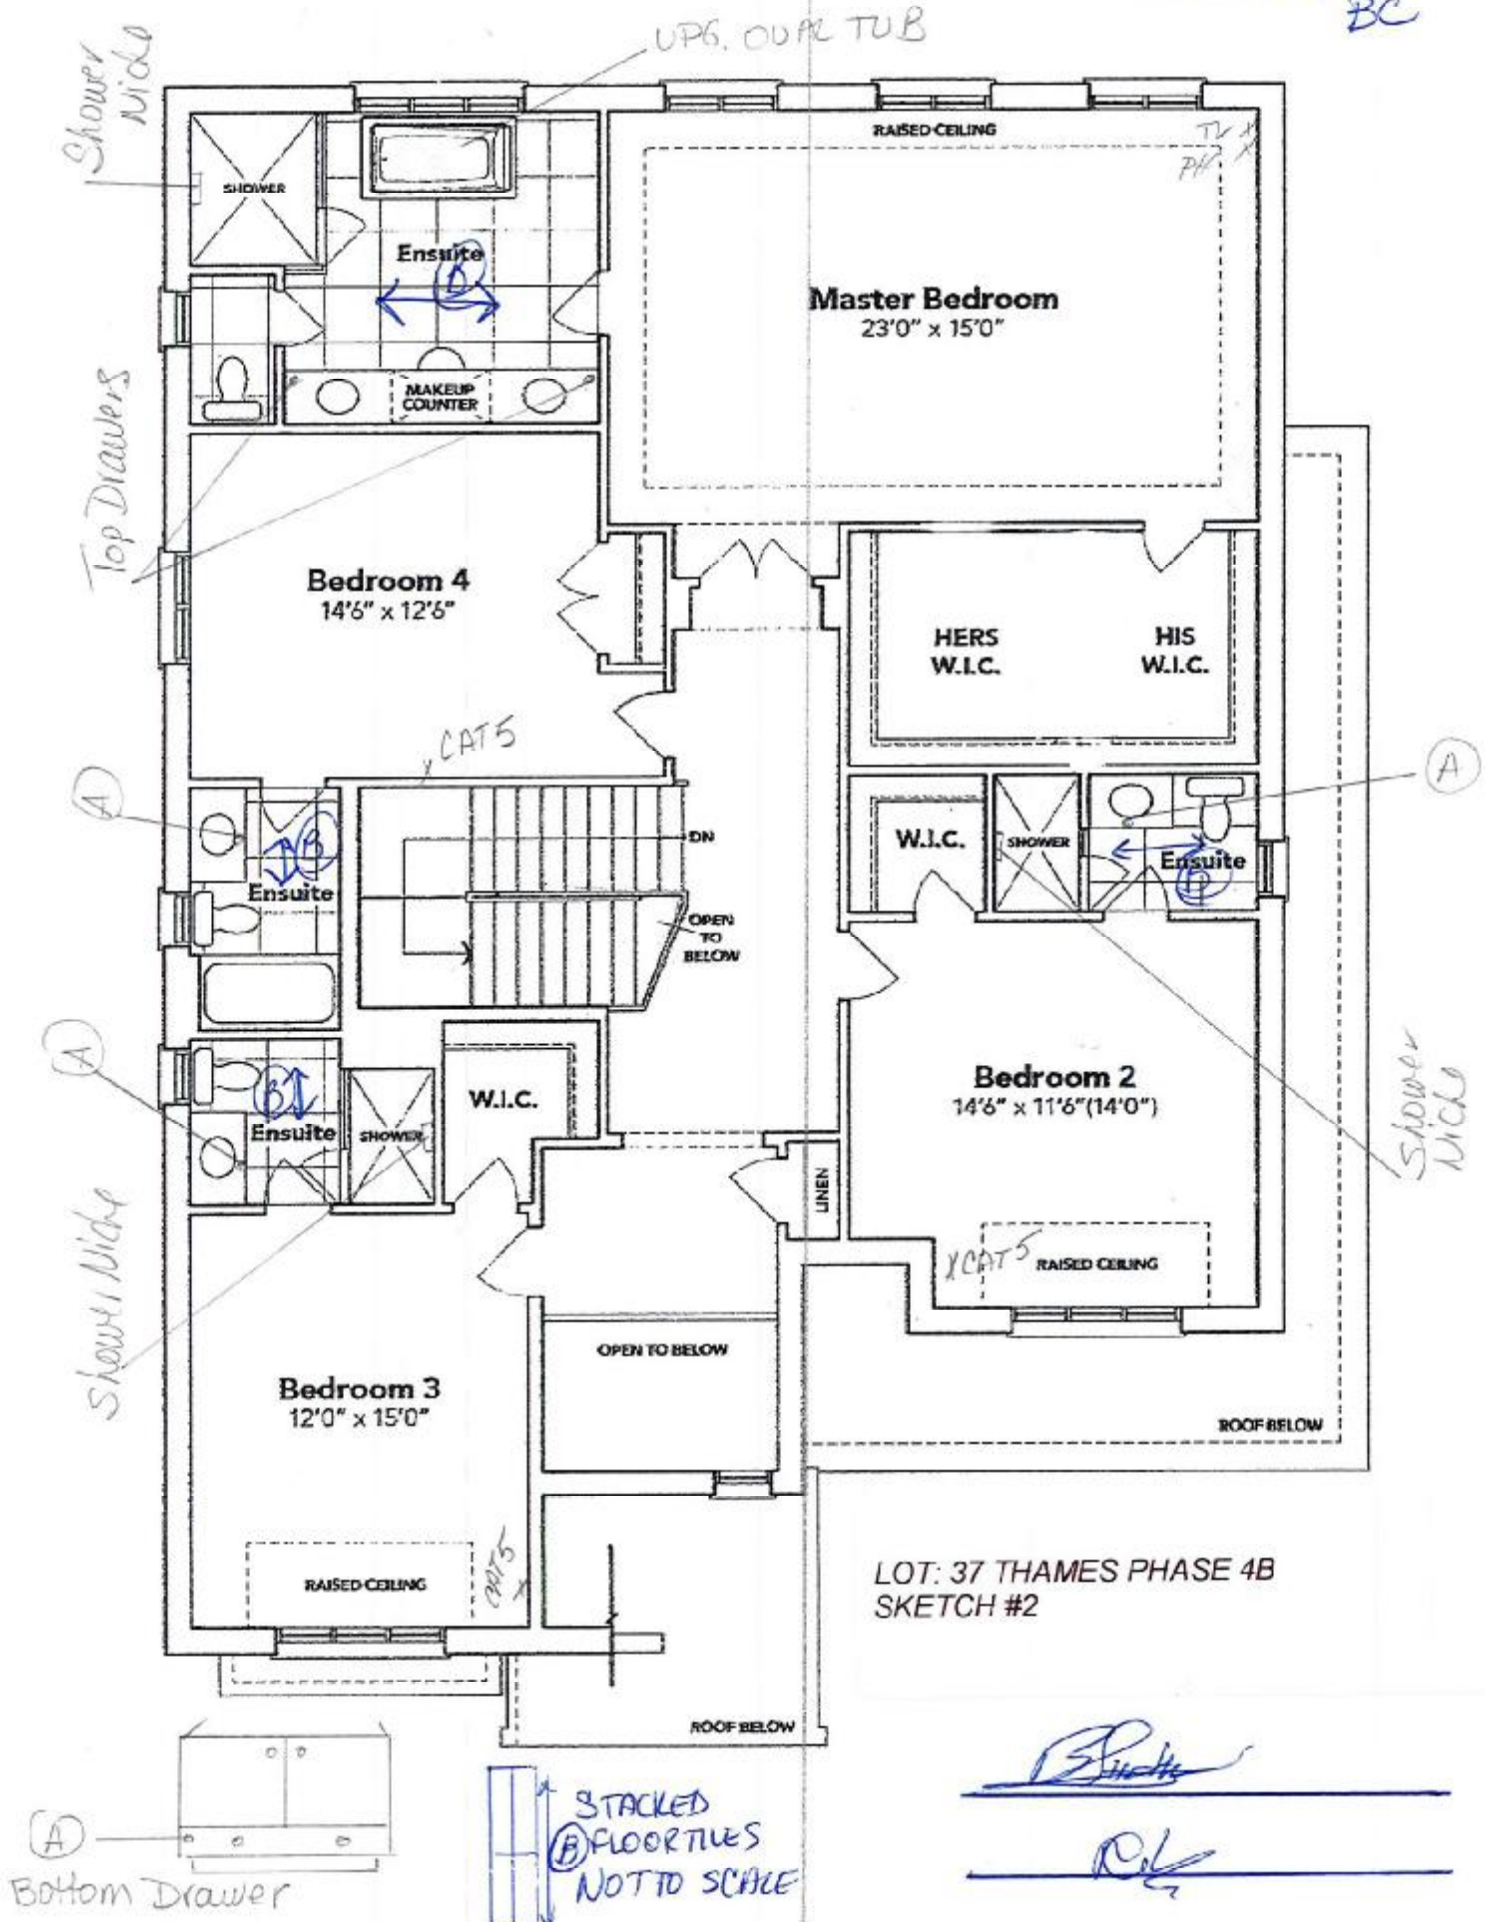 BC
UPG. OVAL TUB
Shower
Niche
RAISED CEILING
TV X
PH X
SHOWER
Ensuite
B
Master Bedroom
23'0" x 15'0"
MAKEUP
COUNTER
Top Drawers
Bedroom 4
14'6" x 12'6"
HERS
W.I.C.
HIS
W.I.C.
X CAT5
A
A
B
Ensuite
DN
OPEN
TO
BELOW
W.I.C.
SHOWER
Ensuite
B
A
B
Ensuite
SHOWER
W.I.C.
Bedroom 2
14'6" x 11'6"(14'0")
Shower
Niche
LINEN
Shower Niche
XCAT5
RAISED CEILING
OPEN TO BELOW
Bedroom 3
12'0" x 15'0"
ROOF BELOW
CAT5
X
RAISED CEILING
LOT: 37 THAMES PHASE 4B
SKETCH #2
ROOF BELOW
A
Bottom Drawer
STACKED
B FLOOR TILES
NOT TO SCALE